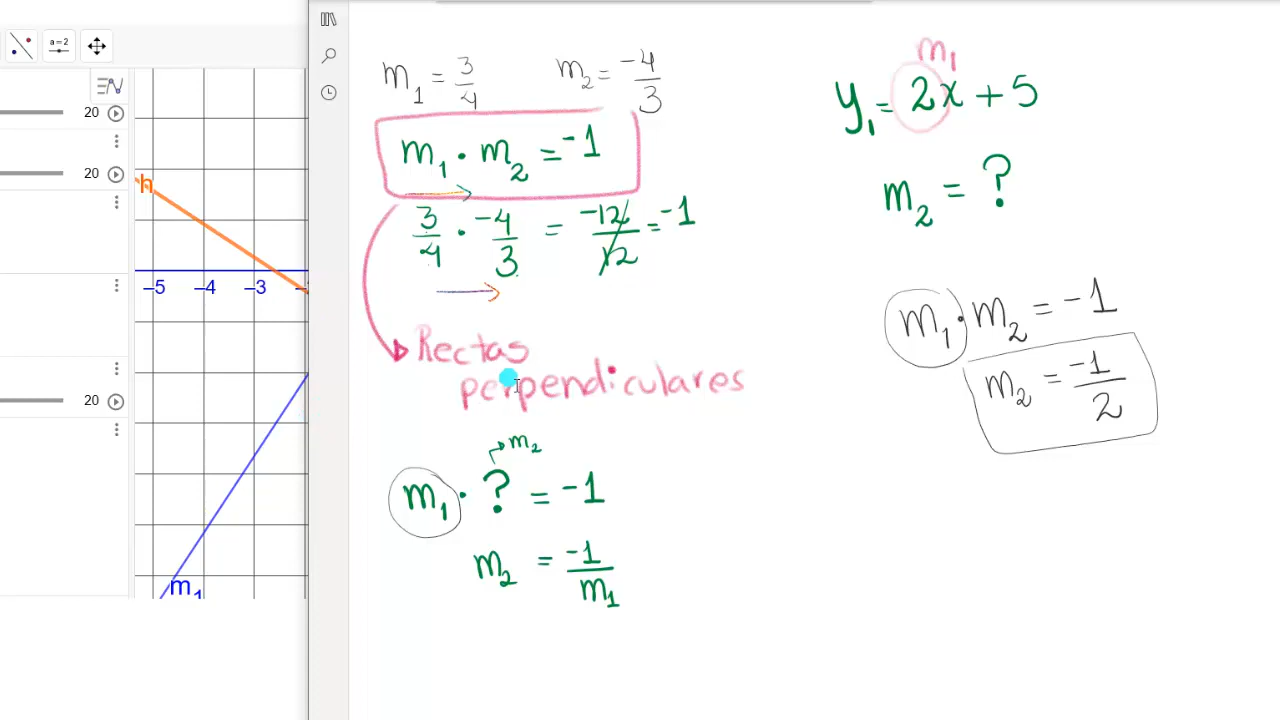 a=2
20
20
20
h
-5 -4 -3
m1
m1 = 3/4 m2 = -4/3
m1 · m2 = -1
3/4 · -4/3 = -12/12 = -1
Rectas
perpendiculares
m2
m1 · ? = -1
m2 = -1/m1
m1
y1 = 2x + 5
m2 = ?
m1 · m2 = -1
m2 = -1/2